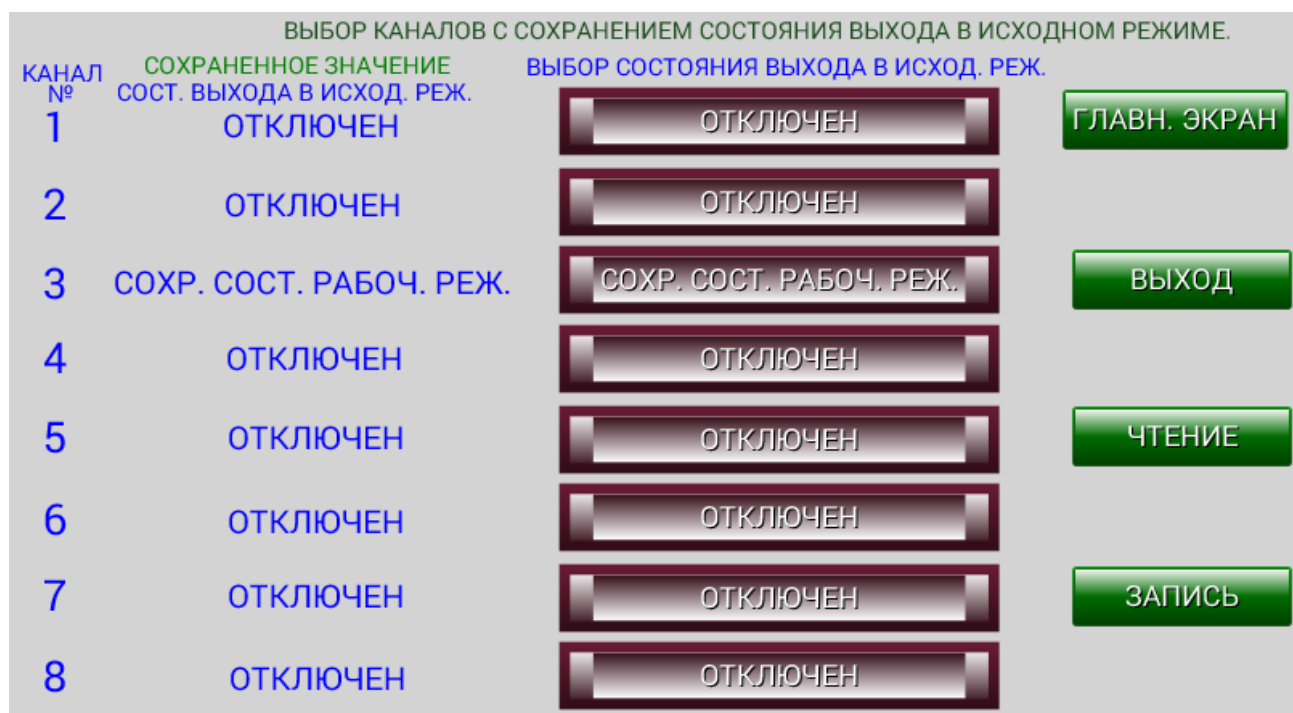 ВЫБОР КАНАЛОВ С СОХРАНЕНИЕМ СОСТОЯНИЯ ВЫХОДА В ИСХОДНОМ РЕЖИМЕ.
КАНАЛ №
СОХРАНЕННОЕ ЗНАЧЕНИЕ
СОСТ. ВЫХОДА В ИСХОД. РЕЖ.
ВЫБОР СОСТОЯНИЯ ВЫХОДА В ИСХОД. РЕЖ.
1 ОТКЛЮЧЕН ОТКЛЮЧЕН ГЛАВН. ЭКРАН
2 ОТКЛЮЧЕН ОТКЛЮЧЕН
3 СОХР. СОСТ. РАБОЧ. РЕЖ. СОХР. СОСТ. РАБОЧ. РЕЖ. ВЫХОД
4 ОТКЛЮЧЕН ОТКЛЮЧЕН
5 ОТКЛЮЧЕН ОТКЛЮЧЕН ЧТЕНИЕ
6 ОТКЛЮЧЕН ОТКЛЮЧЕН
7 ОТКЛЮЧЕН ОТКЛЮЧЕН ЗАПИСЬ
8 ОТКЛЮЧЕН ОТКЛЮЧЕН